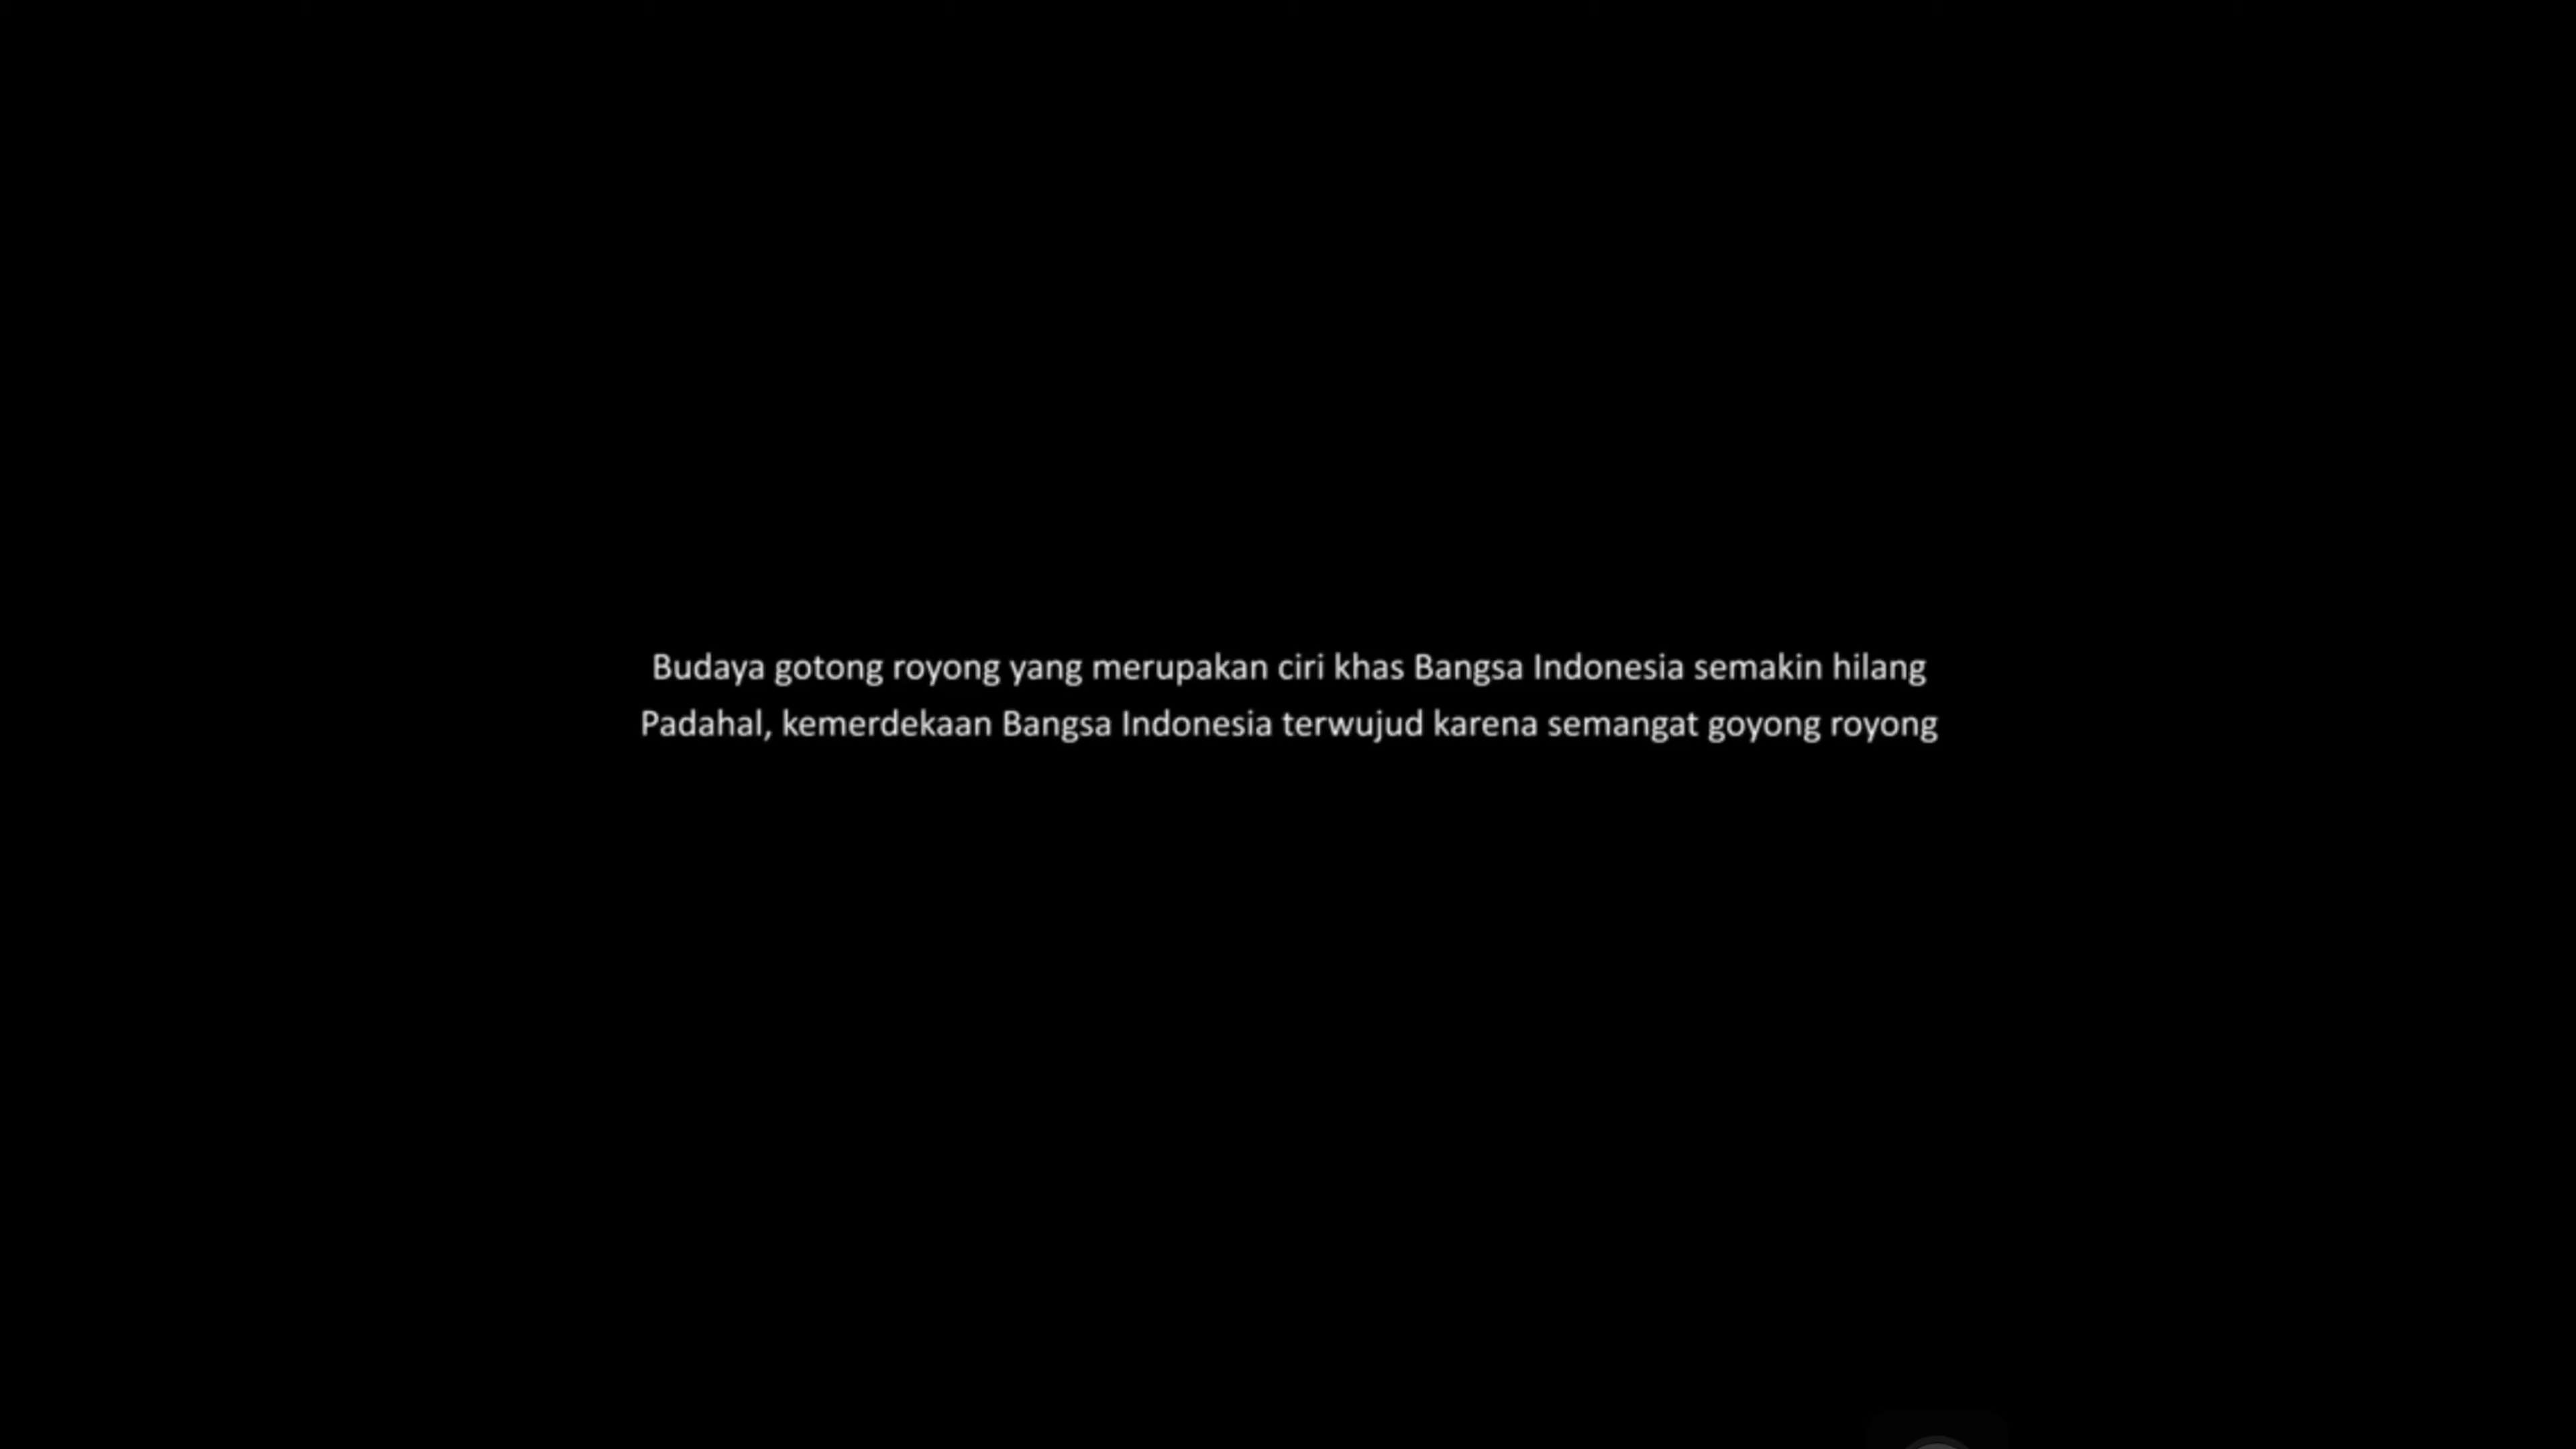 Budaya gotong royong yang merupakan ciri khas Bangsa Indonesia semakin hilang
Padahal, kemerdekaan Bangsa Indonesia terwujud karena semangat goyong royong